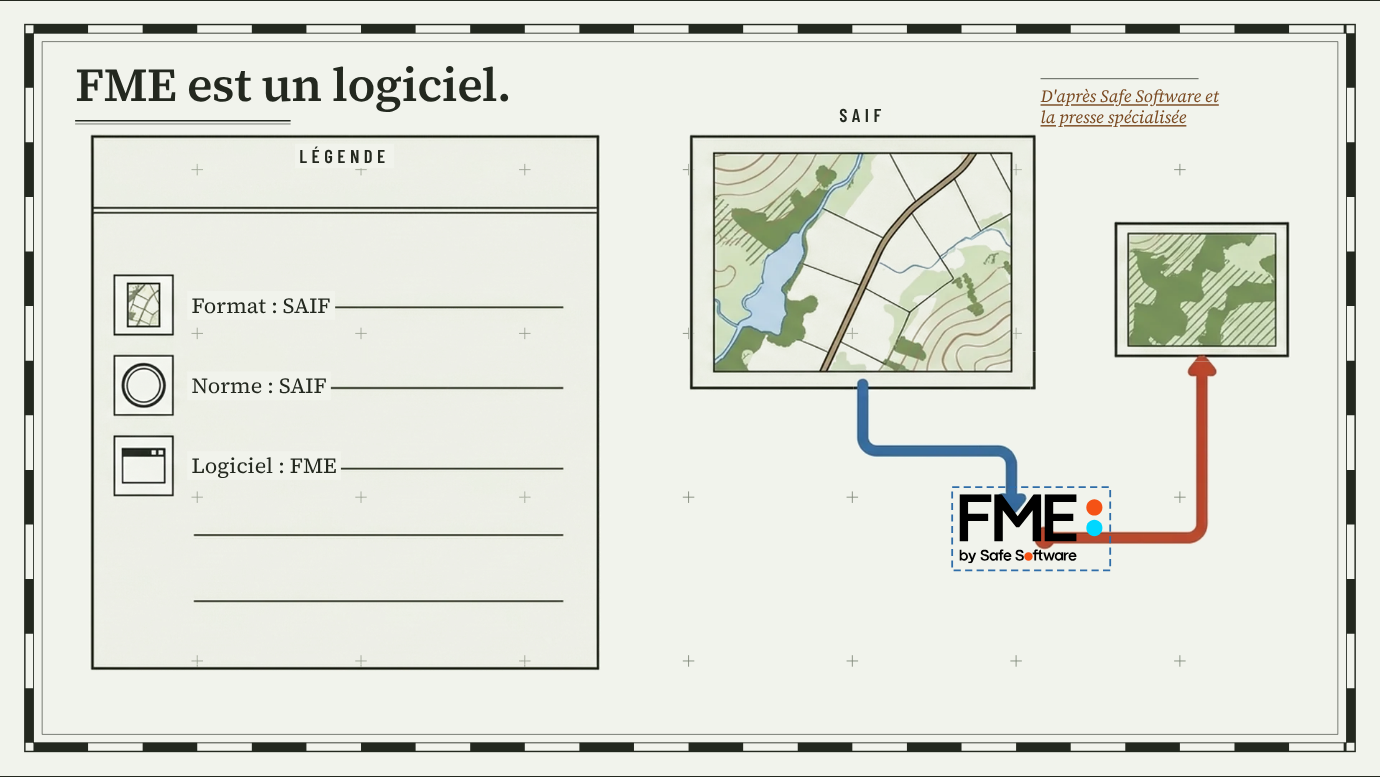 FME est un logiciel.
LÉGENDE
Format : SAIF
Norme : SAIF
Logiciel : FME
SAIF
D'après Safe Software et
la presse spécialisée
FME
by Safe Software